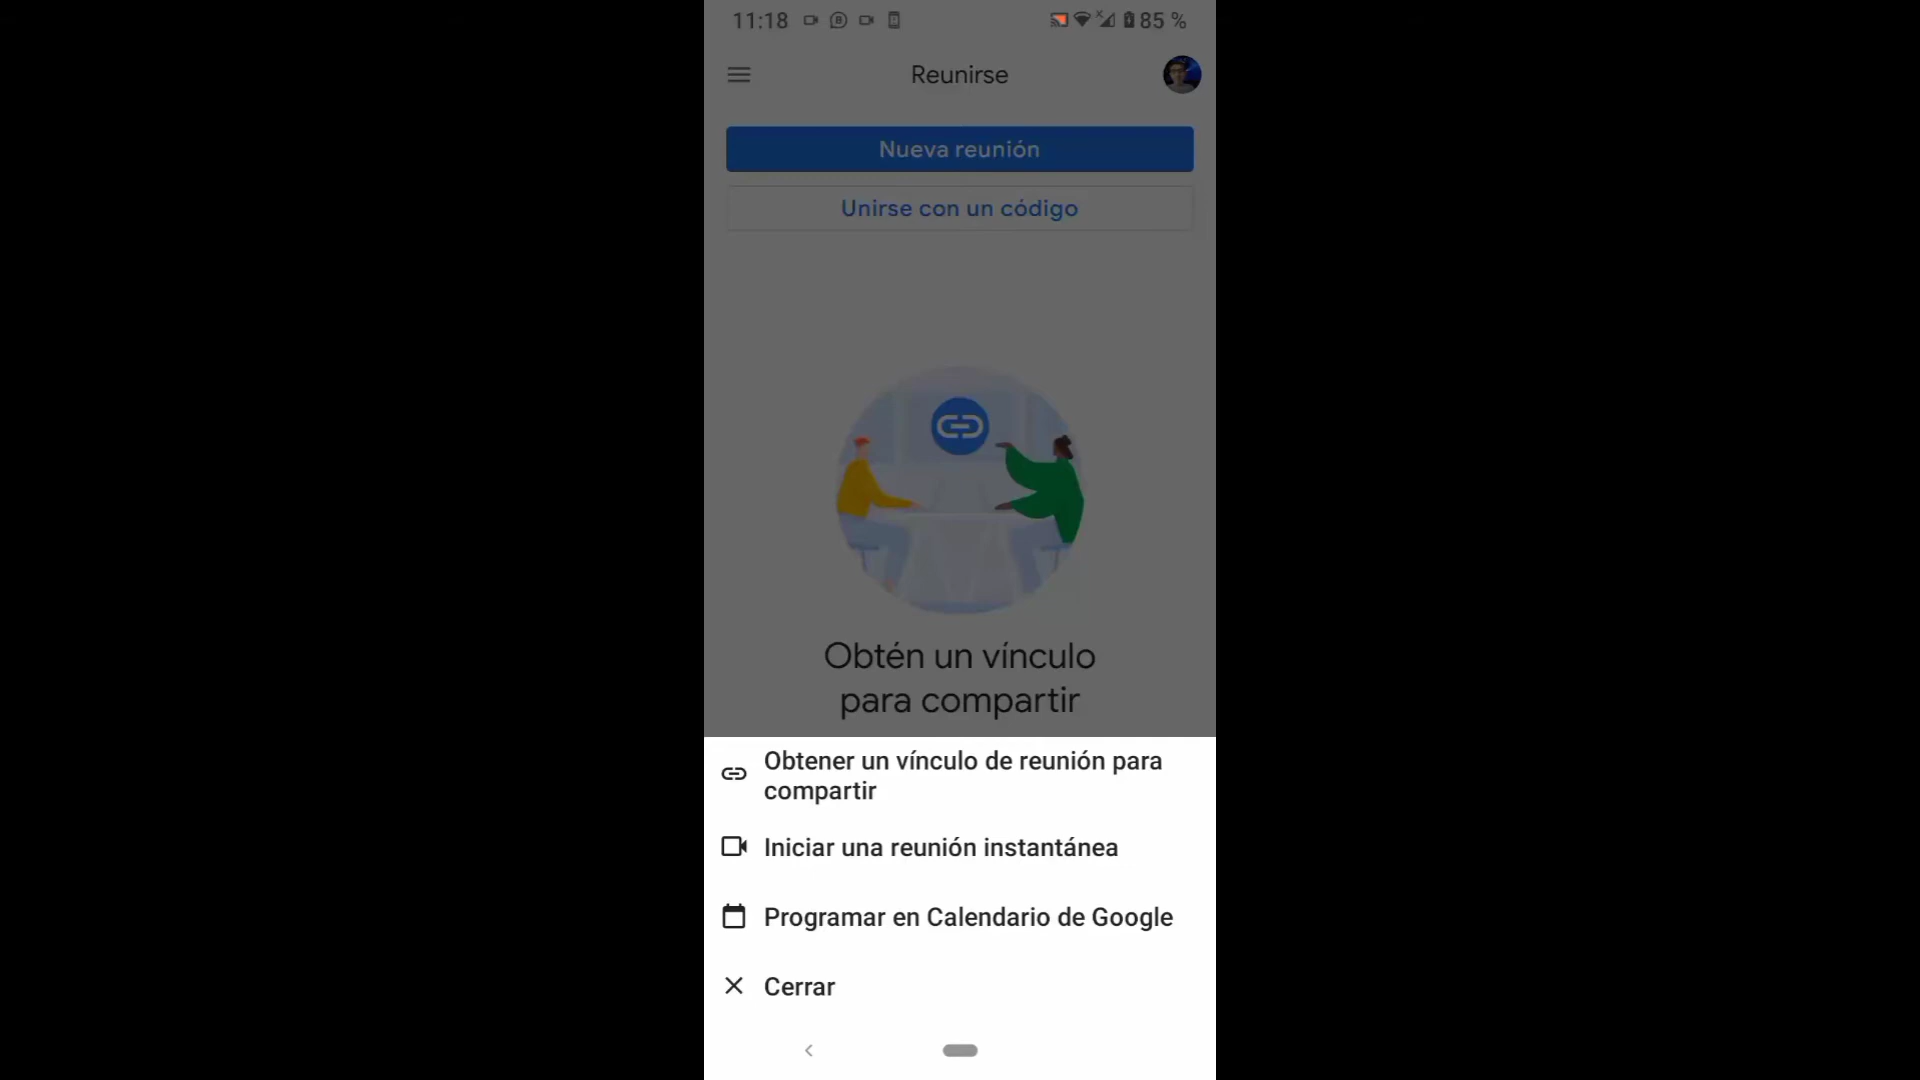 11:18
85 %
Reunirse
Nueva reunión
Unirse con un código
Obtén un vínculo
para compartir
Obtener un vínculo de reunión para
compartir
Iniciar una reunión instantánea
Programar en Calendario de Google
Cerrar